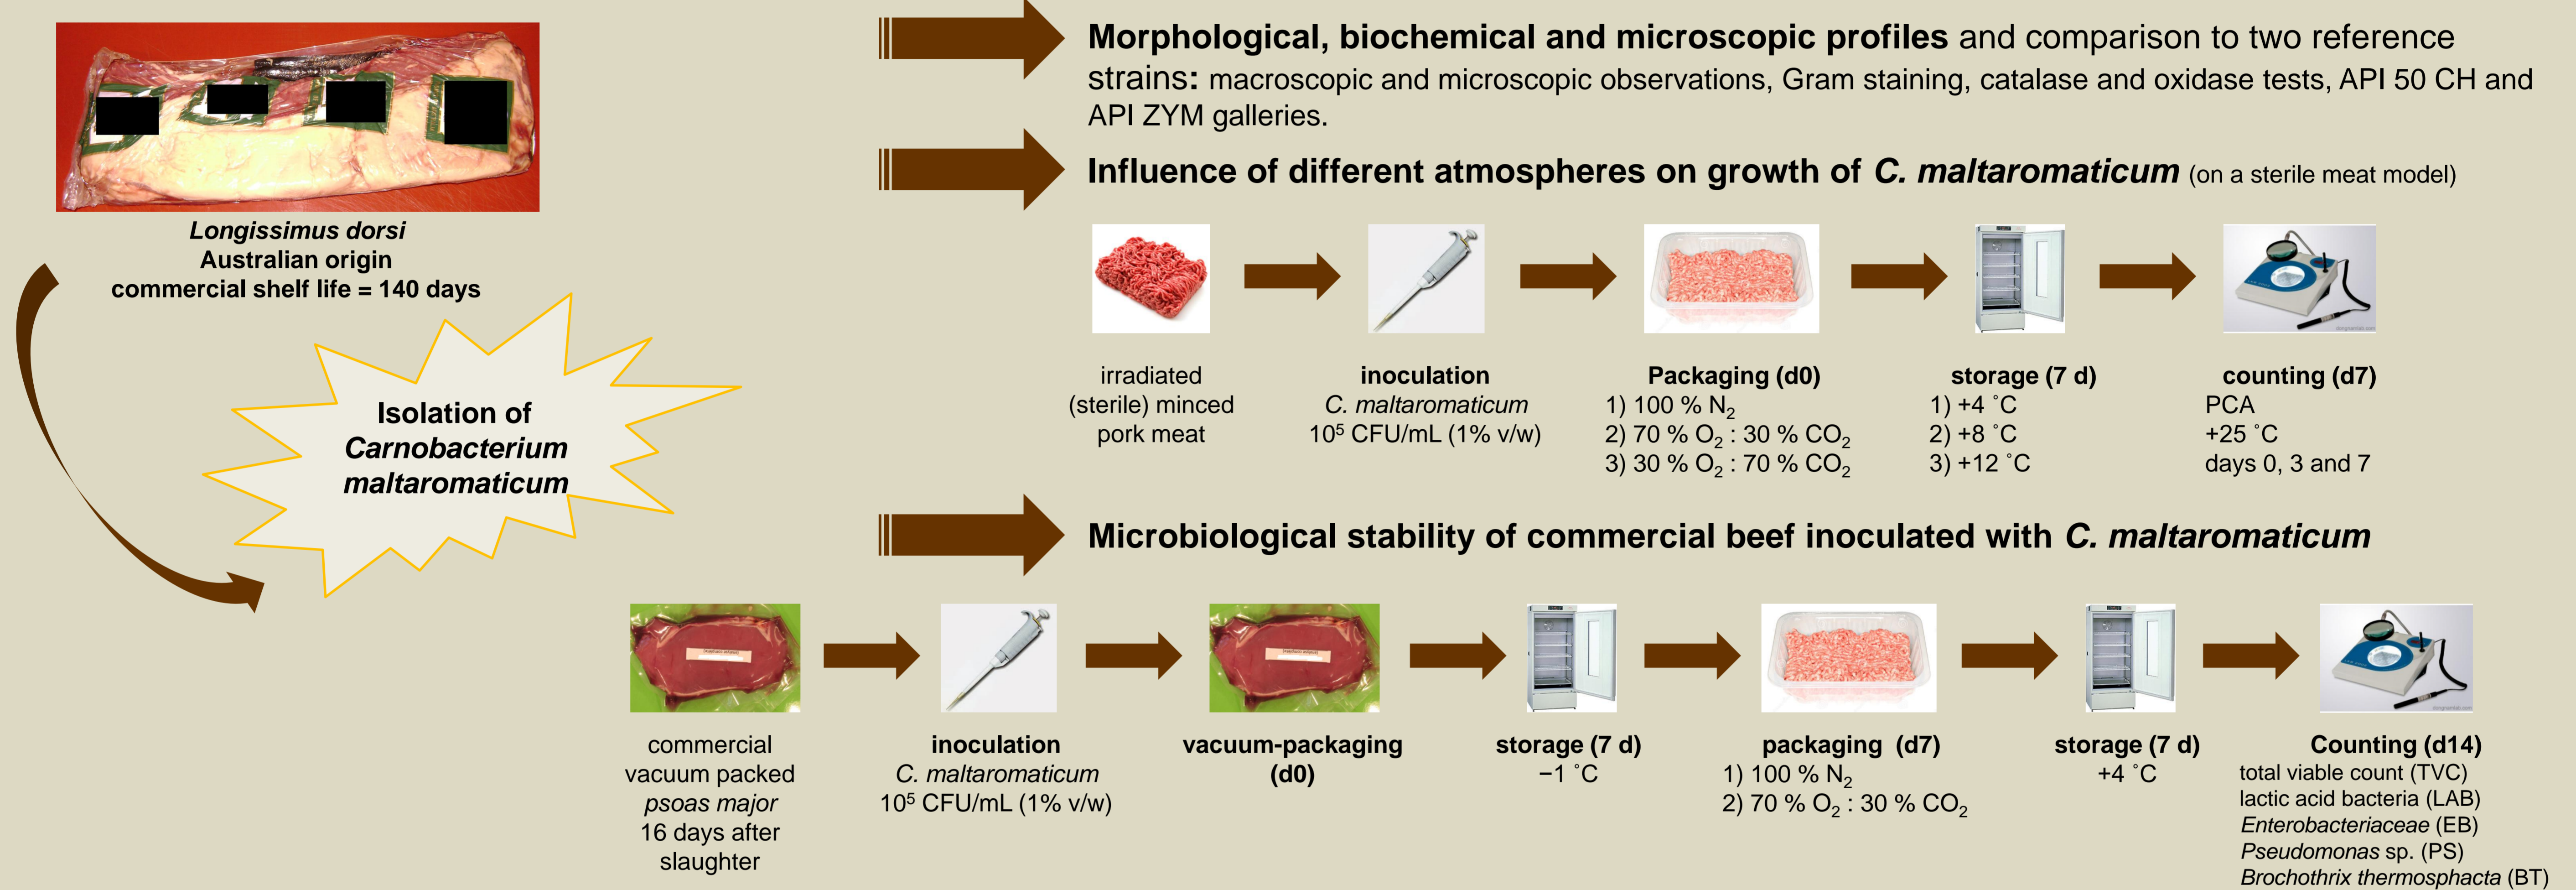 Morphological, biochemical and microscopic profiles and comparison to two reference
strains: macroscopic and microscopic observations, Gram staining, catalase and oxidase tests, API 50 CH and
API ZYM galleries.
Influence of different atmospheres on growth of C. maltaromaticum (on a sterile meat model)
Longissimus dorsi
Australian origin
commercial shelf life = 140 days
Isolation of
Carnobacterium
maltaromaticum
irradiated
(sterile) minced
pork meat
inoculation
C. maltaromaticum
10⁵ CFU/mL (1% v/w)
Packaging (d0)
1) 100 % N₂
2) 70 % O₂ : 30 % CO₂
3) 30 % O₂ : 70 % CO₂
storage (7 d)
1) +4 ˚C
2) +8 ˚C
3) +12 ˚C
counting (d7)
PCA
+25 ˚C
days 0, 3 and 7
Microbiological stability of commercial beef inoculated with C. maltaromaticum
commercial
vacuum packed
psoas major
16 days after
slaughter
inoculation
C. maltaromaticum
10⁵ CFU/mL (1% v/w)
vacuum-packaging
(d0)
storage (7 d)
−1 ˚C
packaging (d7)
1) 100 % N₂
2) 70 % O₂ : 30 % CO₂
storage (7 d)
+4 ˚C
Counting (d14)
total viable count (TVC)
lactic acid bacteria (LAB)
Enterobacteriaceae (EB)
Pseudomonas sp. (PS)
Brochothrix thermosphacta (BT)